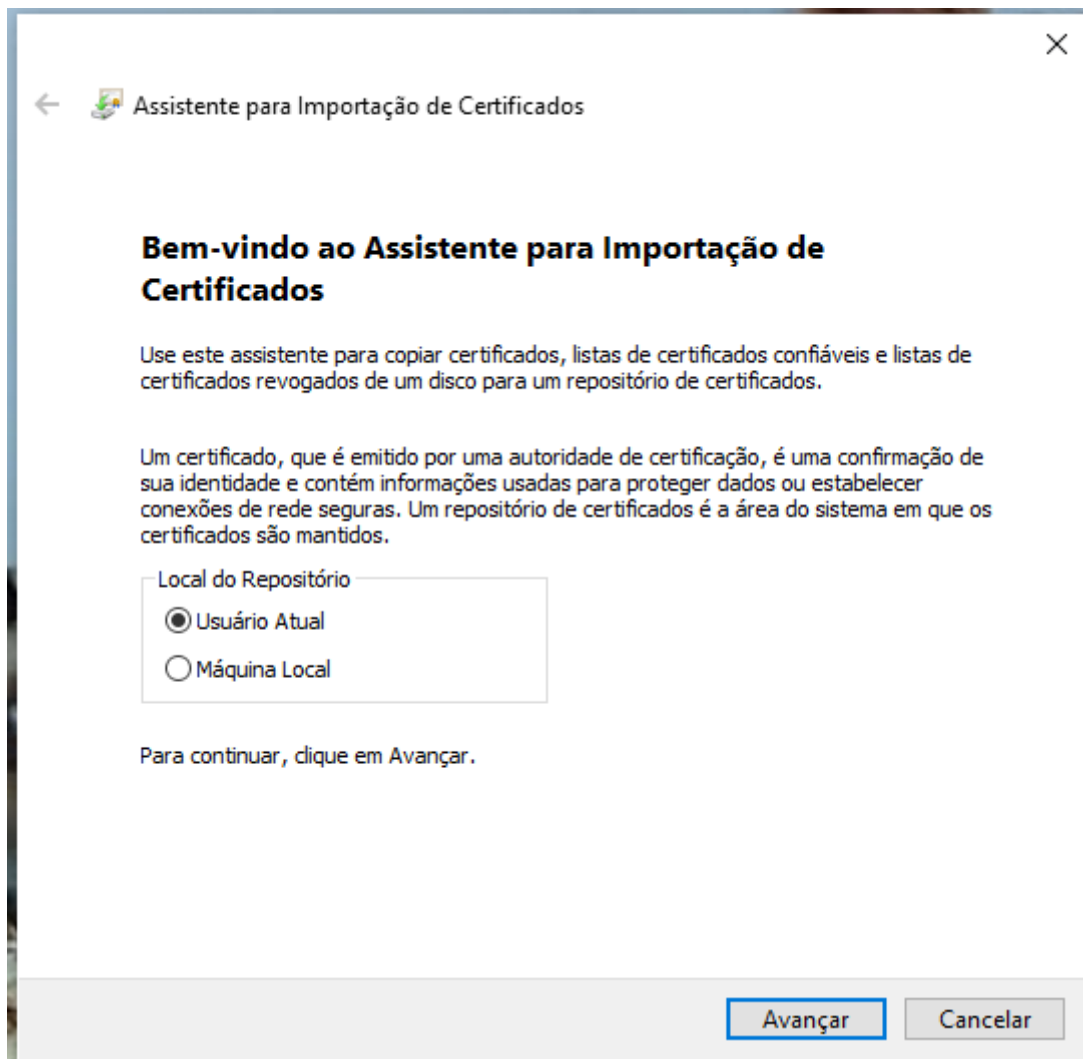 Assistente para Importação de Certificados
Bem-vindo ao Assistente para Importação de
Certificados
Use este assistente para copiar certificados, listas de certificados confiáveis e listas de
certificados revogados de um disco para um repositório de certificados.
Um certificado, que é emitido por uma autoridade de certificação, é uma confirmação de
sua identidade e contém informações usadas para proteger dados ou estabelecer
conexões de rede seguras. Um repositório de certificados é a área do sistema em que os
certificados são mantidos.
Local do Repositório
Usuário Atual
Máquina Local
Para continuar, clique em Avançar.
Avançar
Cancelar